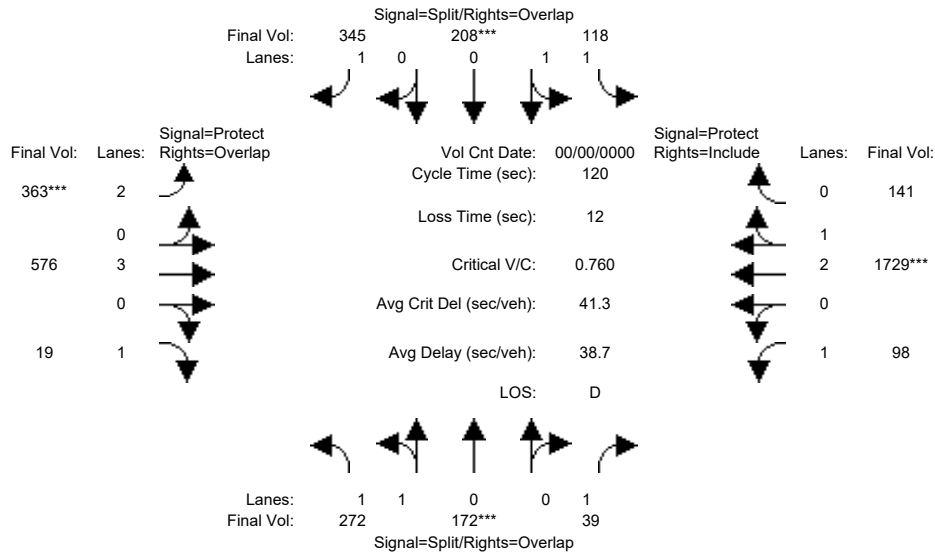 Signal=Split/Rights=Overlap
Final Vol: 345 208*** 118
Lanes: 1 0 0 1 1
Signal=Protect Signal=Protect
Final Vol: Lanes: Rights=Overlap Vol Cnt Date: 00/00/0000 Rights=Include Lanes: Final Vol:
Cycle Time (sec): 120
363*** 2 0 141
Loss Time (sec): 12
0 1
576 3 Critical V/C: 0.760 2 1729***
0 Avg Crit Del (sec/veh): 41.3 0
19 1 Avg Delay (sec/veh): 38.7 1 98
LOS: D
Lanes: 1 1 0 0 1
Final Vol: 272 172*** 39
Signal=Split/Rights=Overlap